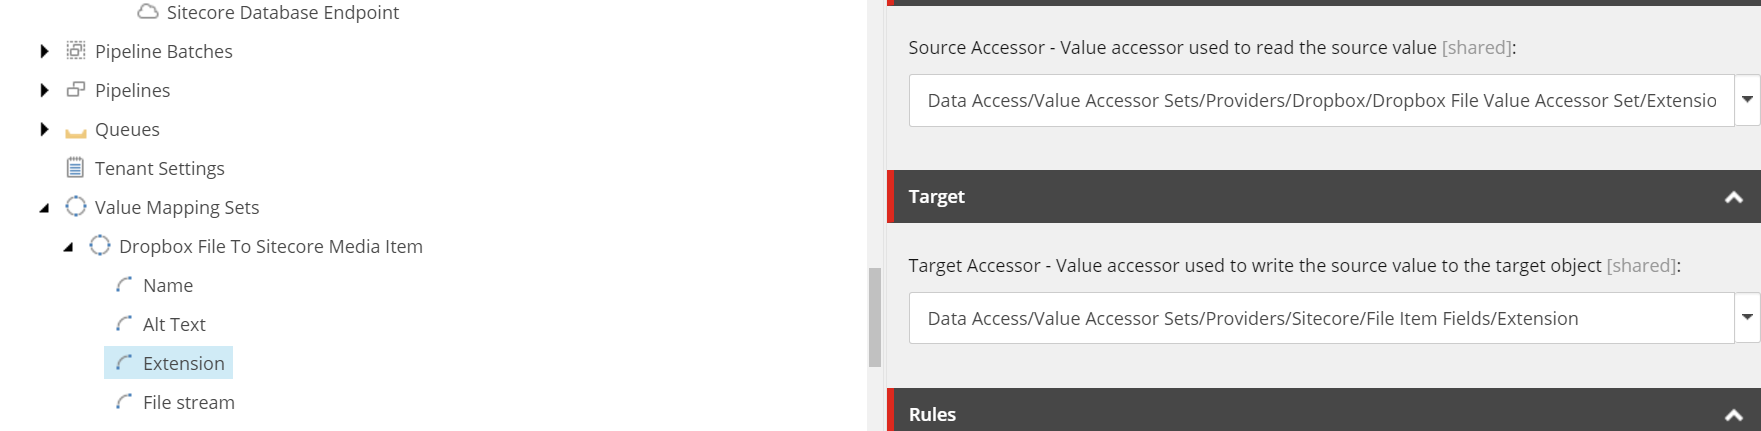 Sitecore Database Endpoint
Pipeline Batches
Pipelines
Queues
Tenant Settings
Value Mapping Sets
Dropbox File To Sitecore Media Item
Name
Alt Text
Extension
File stream
Source Accessor - Value accessor used to read the source value [shared]:
Data Access/Value Accessor Sets/Providers/Dropbox/Dropbox File Value Accessor Set/Extensio
Target
Target Accessor - Value accessor used to write the source value to the target object [shared]:
Data Access/Value Accessor Sets/Providers/Sitecore/File Item Fields/Extension
Rules